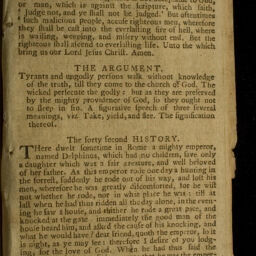 or man, which is against the scripture, which saith,
' Judge not, and ye shall not be judged.' But oftentimes
such malicious people, accuse righteous men, wherefore
they shall be cast into the everlasting fire of hell, where
is wailing, weeping, and misery without end. But the
righteous shall ascend to everlasting life. Unto the which
bring us our Lord Jesus Christ. Amen.
THE ARGUMENT.
Tyrants and ungodly persons walk without knowledge
of the truth, till they come to the church of God. The
wicked persecute the godly : but as they are preserved
by the mighty providence of God, so they ought not
to sleep in sin. A figurative speech of three several
meanings, viz. Take, yield, and flee. The signification
thereof.
The forty second HISTORY.
THere dwelt sometime in Rome a mighty emperor,
named Delphinus, which had no children, save only
a daughter which was a fair creature, and well beloved
of her father. As this emperor rode one day a hunting in
the forrest, suddenly he rode out of his way, and lost his
men, wherefore he was greatly discomforted, for he wist
not whether he rode, nor in what place he was: till at
last when he had thus ridden all the day alone, in the even-
ing he saw a house, and thither he rode a great pace, and
knocked at the gate immediately the good man of the
house heard him, and asked the cause of his knocking, and
what he would have? dear friend, quoth the emperor, lo it
is night, as ye may see: therefore I desire of you lodg-
ing, for the love of God. When he had thus said the